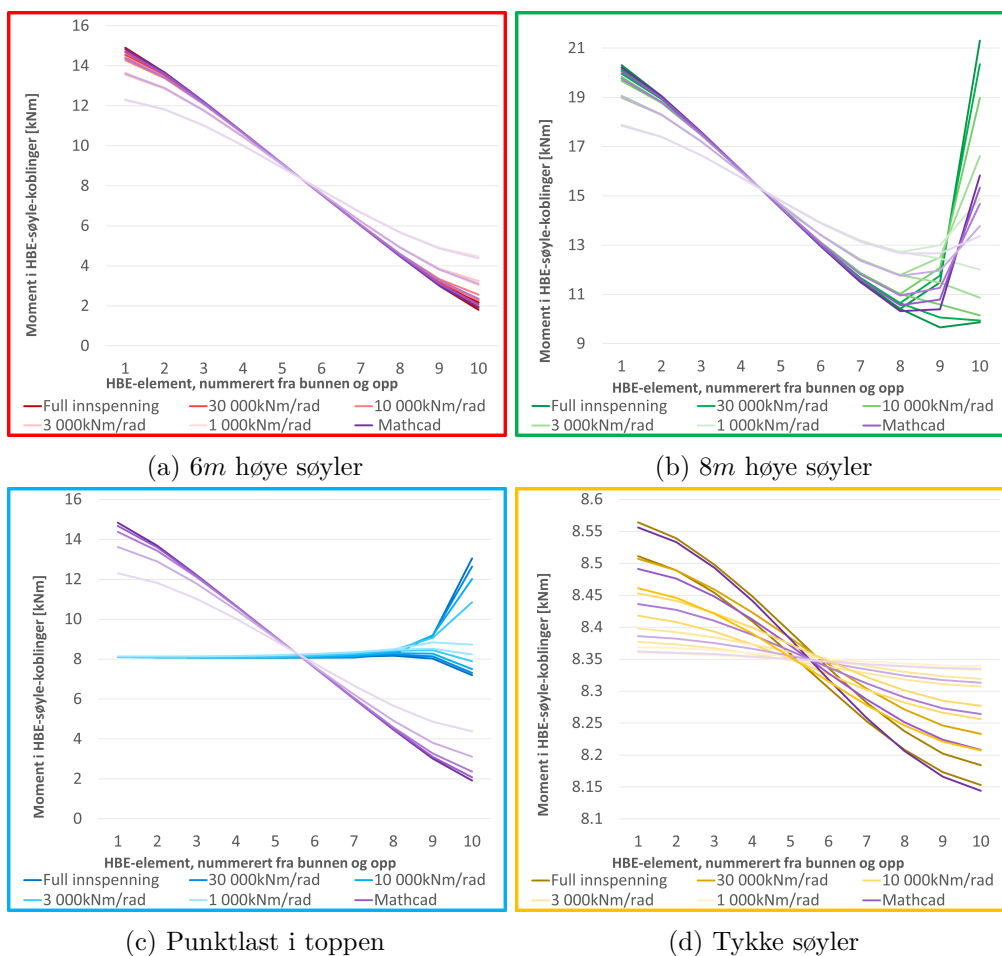 Moment i HBE-søyle-koblinger [kNm]
16
14
12
10
8
6
4
2
0
1 2 3 4 5 6 7 8 9 10
HBE-element, nummerert fra bunnen og opp
Full innspenning 30 000kNm/rad 10 000kNm/rad
3 000kNm/rad 1 000kNm/rad Mathcad
(a) 6m høye søyler
Moment i HBE-søyle-koblinger [kNm]
21
19
17
15
13
11
9
1 2 3 4 5 6 7 8 9 10
HBE-element, nummerert fra bunnen og opp
Full innspenning 30 000kNm/rad 10 000kNm/rad
3 000kNm/rad 1 000kNm/rad Mathcad
(b) 8m høye søyler
Moment i HBE-søyle-koblinger [kNm]
16
14
12
10
8
6
4
2
0
1 2 3 4 5 6 7 8 9 10
HBE-element, nummerert fra bunnen og opp
Full innspenning 30 000kNm/rad 10 000kNm/rad
3 000kNm/rad 1 000kNm/rad Mathcad
(c) Punktlast i toppen
Moment i HBE-søyle-koblinger [kNm]
8.6
8.55
8.5
8.45
8.4
8.35
8.3
8.25
8.2
8.15
8.1
1 2 3 4 5 6 7 8 9 10
HBE-element, nummerert fra bunnen og opp
Full innspenning 30 000kNm/rad 10 000kNm/rad
3 000kNm/rad 1 000kNm/rad Mathcad
(d) Tykke søyler